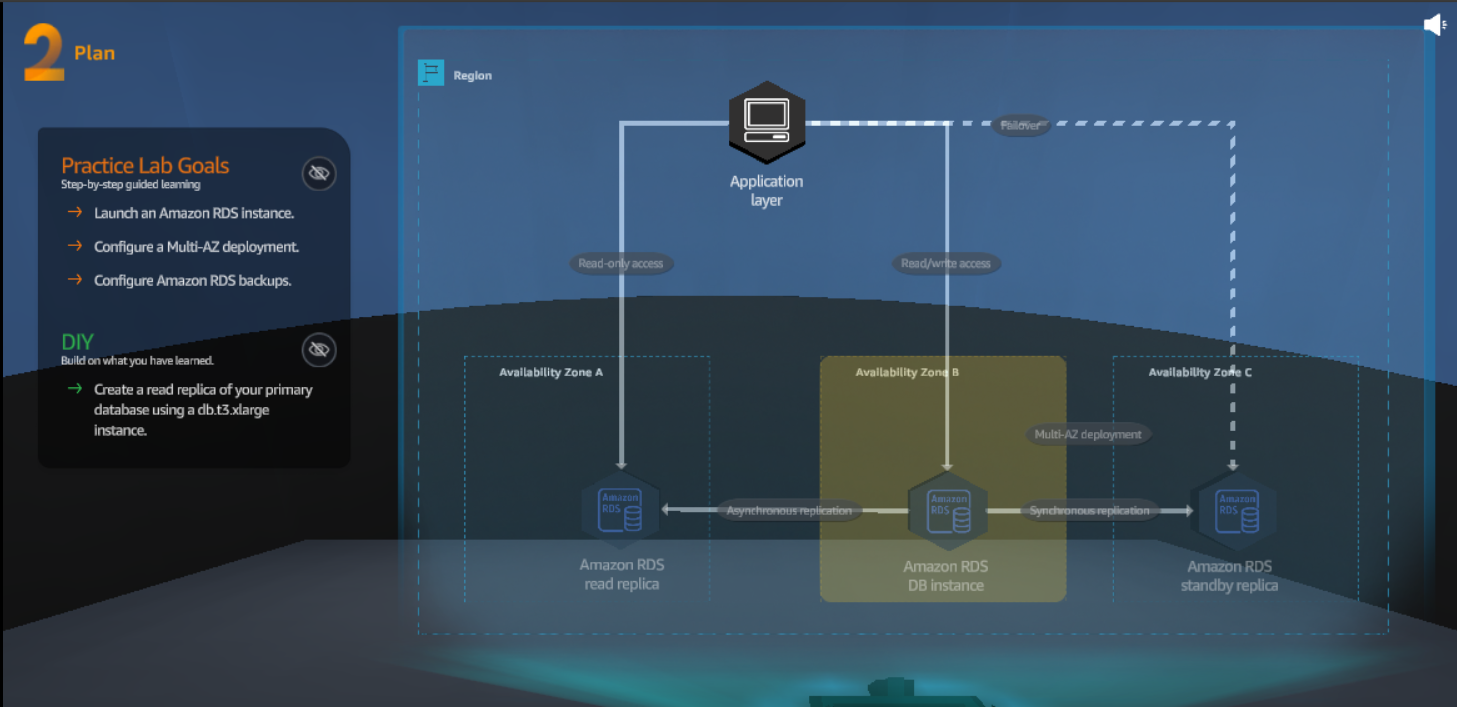 2 Plan
Practice Lab Goals
Step-by-step guided learning
Launch an Amazon RDS instance.
Configure a Multi-AZ deployment.
Configure Amazon RDS backups.
DIY
Build on what you have learned.
Create a read replica of your primary
database using a db.t3.xlarge
instance.
Region
Application
layer
Failover
Read-only access
Read/write access
Availability Zone A
Availability Zone B
Availability Zone C
Multi-AZ deployment
Amazon
RDS
Asynchronous replication
Amazon
RDS
Synchronous replication
Amazon
RDS
Amazon RDS
read replica
Amazon RDS
DB instance
Amazon RDS
standby replica